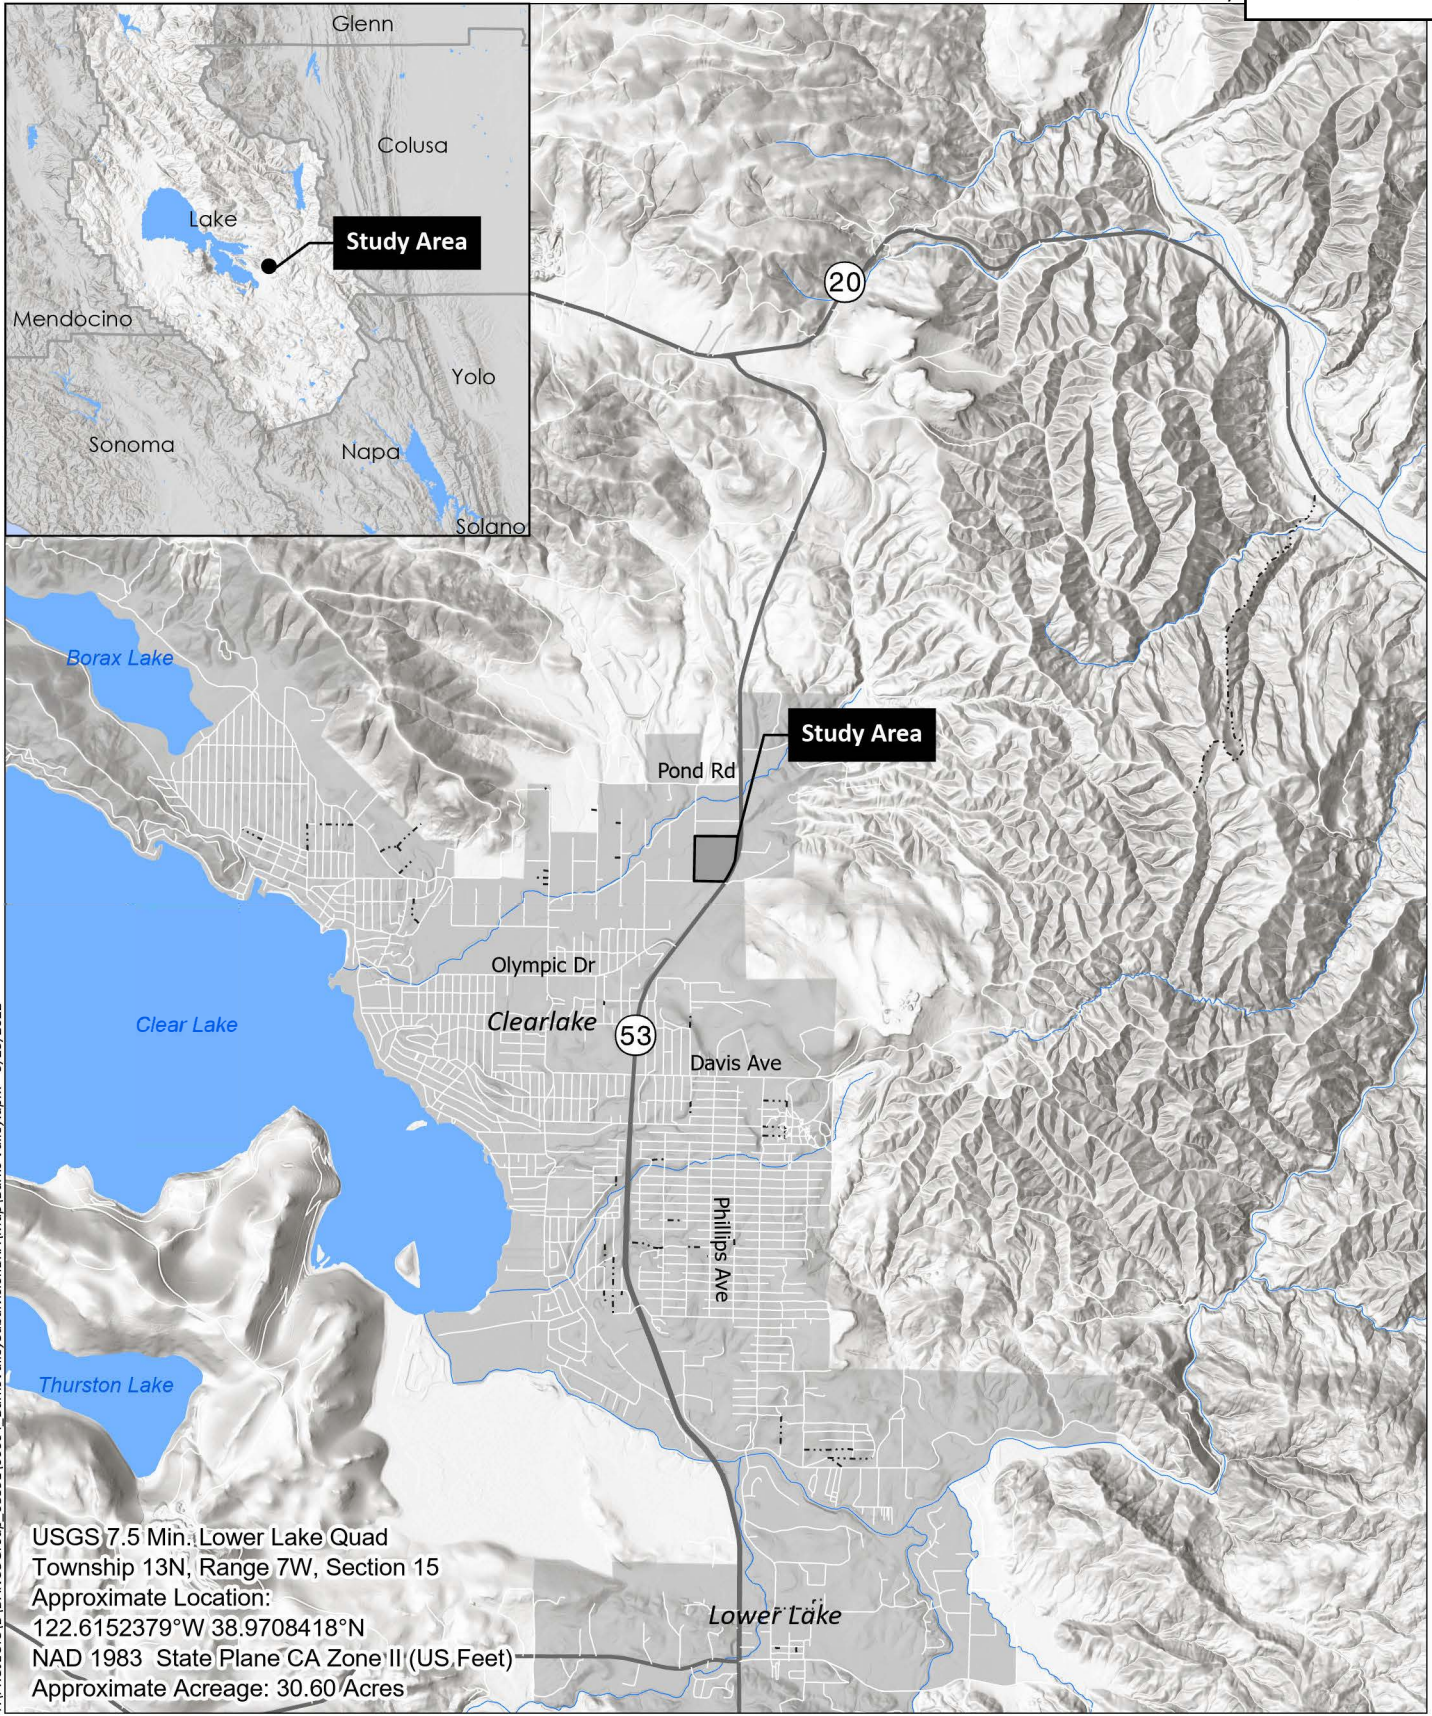 Glenn
Colusa
Lake
Study Area
Mendocino
Yolo
Sonoma
Napa
Solano
20
Borax Lake
Study Area
Pond Rd
Olympic Dr
Clear Lake
Clearlake
53
Davis Ave
Phillips Ave
Thurston Lake
USGS 7.5 Min. Lower Lake Quad
Township 13N, Range 7W, Section 15
Approximate Location:
122.6152379°W 38.9708418°N
Lower Lake
NAD 1983 State Plane CA Zone II (US Feet)
Approximate Acreage: 30.60 Acres